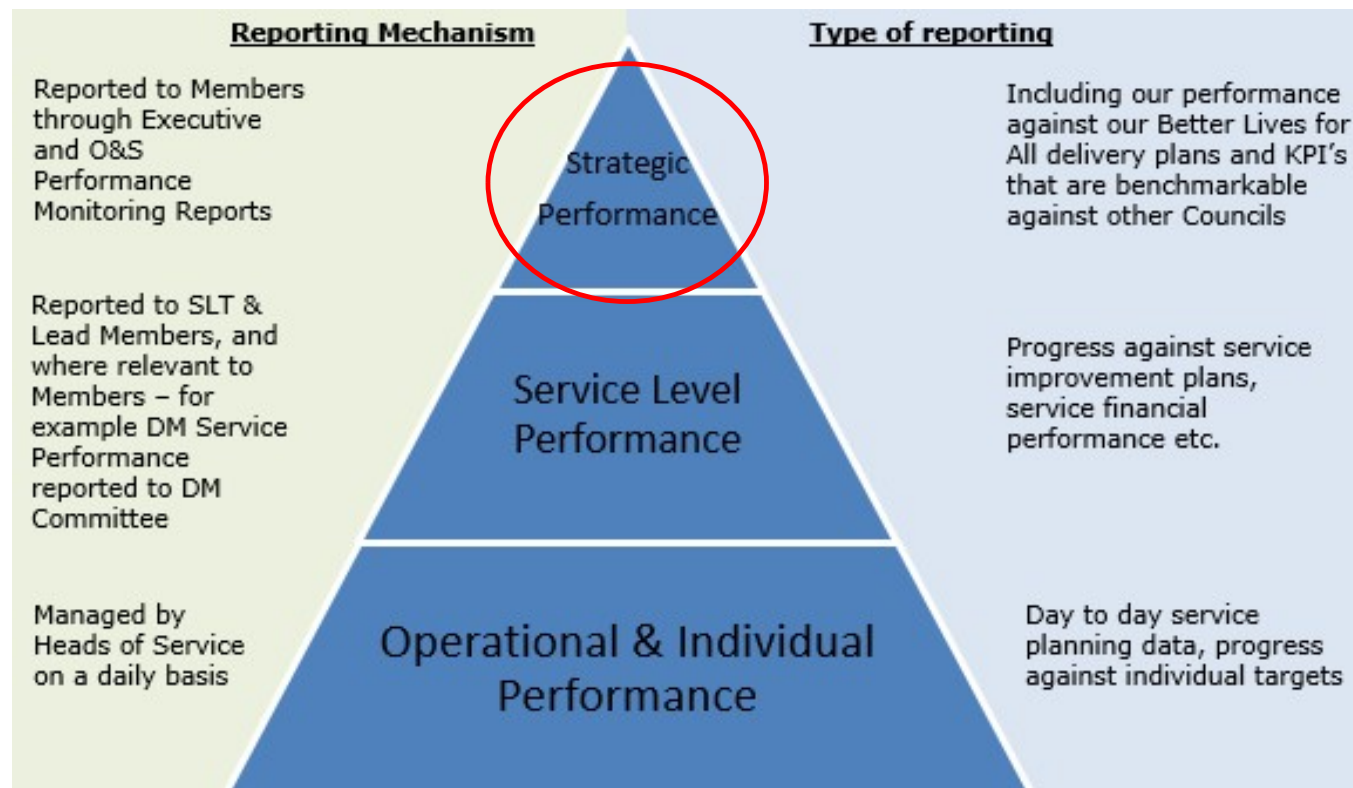 Reporting Mechanism
Type of reporting
Reported to Members
through Executive
and O&S
Performance
Monitoring Reports
Strategic
Performance
Including our performance
against our Better Lives for
All delivery plans and KPI's
that are benchmarkable
against other Councils
Reported to SLT &
Lead Members, and
where relevant to
Members – for
example DM Service
Performance
reported to DM
Committee
Service Level
Performance
Progress against service
improvement plans,
service financial
performance etc.
Managed by
Heads of Service
on a daily basis
Operational & Individual
Performance
Day to day service
planning data, progress
against individual targets